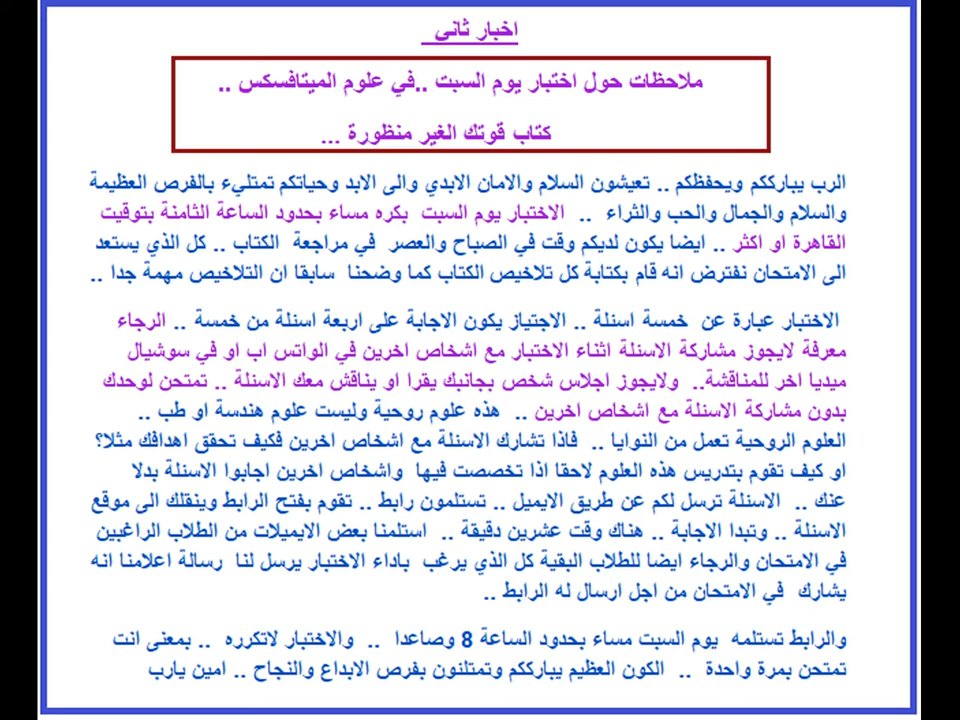 اخبار ثانى
ملاحظات حول اختبار يوم السبت ..في علوم الميتافسكس ..
كتاب قوتك الغير منظورة ...
الرب يبارككم ويحفظكم .. تعيشون السلام والامان الابدي والى الابد وحياتكم تمتليء بالفرص العظيمة
والسلام والجمال والحب والثراء .. الاختبار يوم السبت بكره مساء بحدود الساعة الثامنة بتوقيت
القاهرة او اكثر .. ايضا يكون لديكم وقت في الصباح والعصر في مراجعة الكتاب .. كل الذي يستعد
الى الامتحان نفترض انه قام بكتابة كل تلاخيص الكتاب كما وضحنا سابقا ان التلاخيص مهمة جدا ..
الاختبار عبارة عن خمسة اسئلة .. الاجتياز يكون الاجابة على اربعة اسئلة من خمسة .. الرجاء
معرفة لايجوز مشاركة الاسئلة اثناء الاختبار مع اشخاص اخرين في الواتس اب او في سوشيال
ميديا اخر للمناقشة.. ولايجوز اجلاس شخص بجانبك يقرا او يناقش معك الاسئلة .. تمتحن لوحدك
بدون مشاركة الاسئلة مع اشخاص اخرين .. هذه علوم روحية وليست علوم هندسة او طب ..
العلوم الروحية تعمل من النوايا .. فاذا تشارك الاسئلة مع اشخاص اخرين فكيف تحقق اهدافك مثلا؟
او كيف تقوم بتدريس هذه العلوم لاحقا اذا تخصصت فيها واشخاص اخرين اجابوا الاسئلة بدلا
عنك .. الاسئلة ترسل لكم عن طريق الايميل .. تستلمون رابط .. تقوم بفتح الرابط وينقلك الى موقع
الاسئلة .. وتبدا الاجابة .. هناك وقت عشرين دقيقة .. استلمنا بعض الايميلات من الطلاب الراغبين
في الامتحان والرجاء ايضا للطلاب البقية كل الذي يرغب باداء الاختبار يرسل لنا رسالة اعلامنا انه
يشارك في الامتحان من اجل ارسال له الرابط ..
والرابط تستلمه يوم السبت مساء بحدود الساعة 8 وصاعدا .. والاختبار لاتكرره .. بمعنى انت
تمتحن بمرة واحدة .. الكون العظيم يبارككم وتمتلئون بفرص الابداع والنجاح .. امين يارب